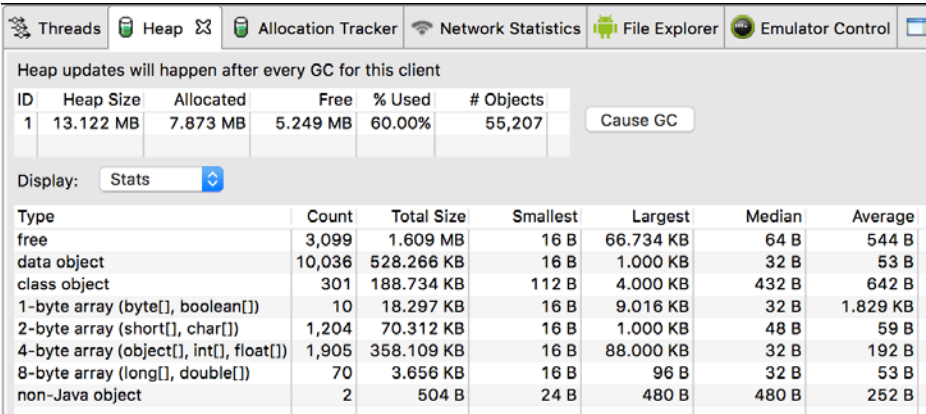 Threads Heap Allocation Tracker Network Statistics File Explorer Emulator Control
Heap updates will happen after every GC for this client
ID Heap Size Allocated Free % Used # Objects
1 13.122 MB 7.873 MB 5.249 MB 60.00% 55,207 Cause GC
Display: Stats
Type Count Total Size Smallest Largest Median Average
free 3,099 1.609 MB 16 B 66.734 KB 64 B 544 B
data object 10,036 528.266 KB 16 B 1.000 KB 32 B 53 B
class object 301 188.734 KB 112 B 4.000 KB 432 B 642 B
1-byte array (byte[], boolean[]) 10 18.297 KB 16 B 9.016 KB 32 B 1.829 KB
2-byte array (short[], char[]) 1,204 70.312 KB 16 B 1.000 KB 48 B 59 B
4-byte array (object[], int[], float[]) 1,905 358.109 KB 16 B 88.000 KB 32 B 192 B
8-byte array (long[], double[]) 70 3.656 KB 16 B 96 B 32 B 53 B
non-Java object 2 504 B 24 B 480 B 480 B 252 B